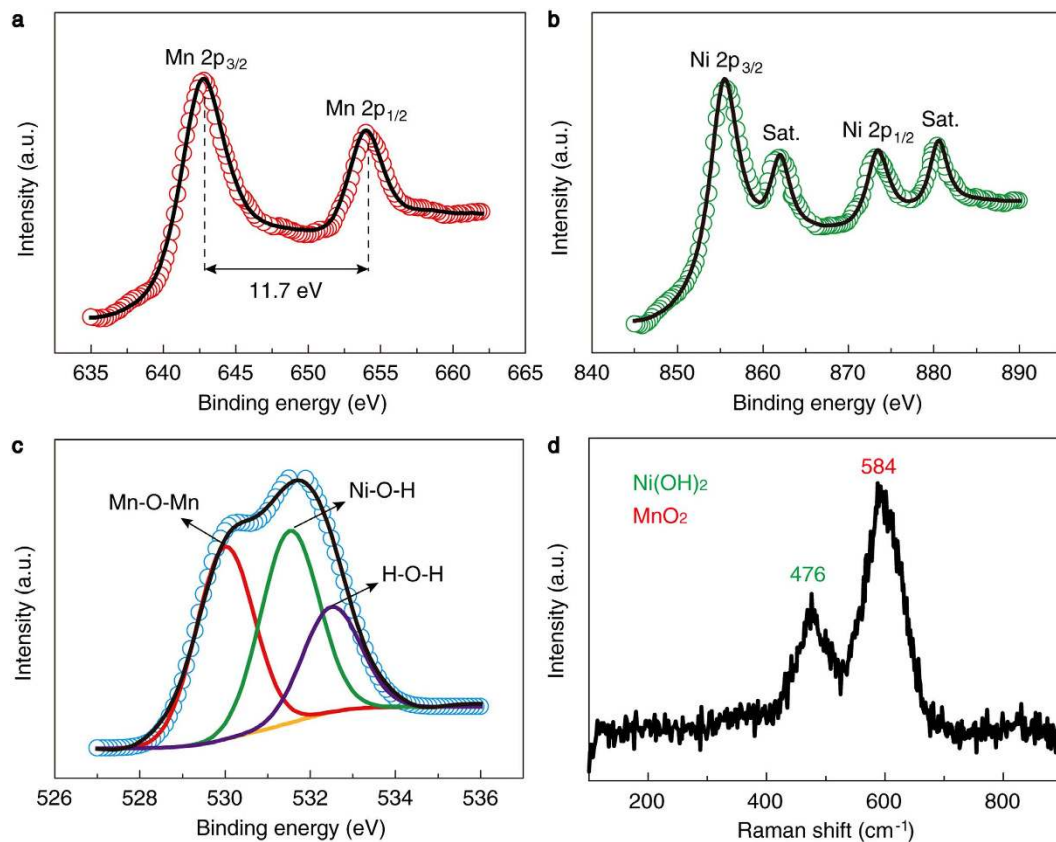 a
Mn 2p3/2
Mn 2p1/2
11.7 eV
Intensity (a.u.)
635 640 645 650 655 660 665
Binding energy (eV)
b
Ni 2p3/2
Sat.
Ni 2p1/2
Sat.
Intensity (a.u.)
840 850 860 870 880 890
Binding energy (eV)
c
Mn-O-Mn
Ni-O-H
H-O-H
Intensity (a.u.)
526 528 530 532 534 536
Binding energy (eV)
d
Ni(OH)2
MnO2
476
584
Intensity (a.u.)
200 400 600 800
Raman shift (cm-1)